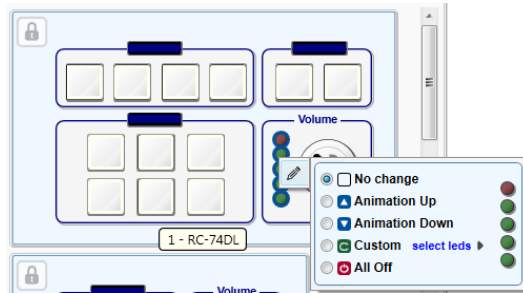 Volume
No change
Animation Up
Animation Down
Custom select leds
All Off
1 - RC-74DL
Volume